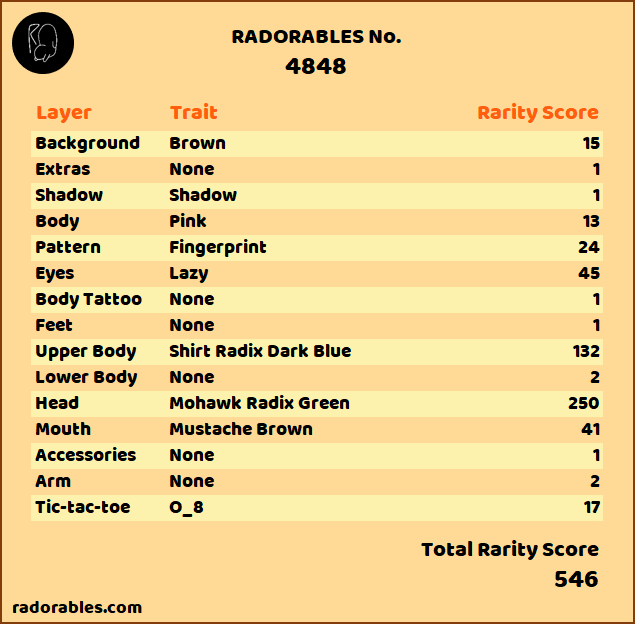 RADORABLES No.
4848
Layer Trait Rarity Score
Background Brown 15
Extras None 1
Shadow Shadow 1
Body Pink 13
Pattern Fingerprint 24
Eyes Lazy 45
Body Tattoo None 1
Feet None 1
Upper Body Shirt Radix Dark Blue 132
Lower Body None 2
Head Mohawk Radix Green 250
Mouth Mustache Brown 41
Accessories None 1
Arm None 2
Tic-tac-toe O_8 17
Total Rarity Score
546
radorables.com